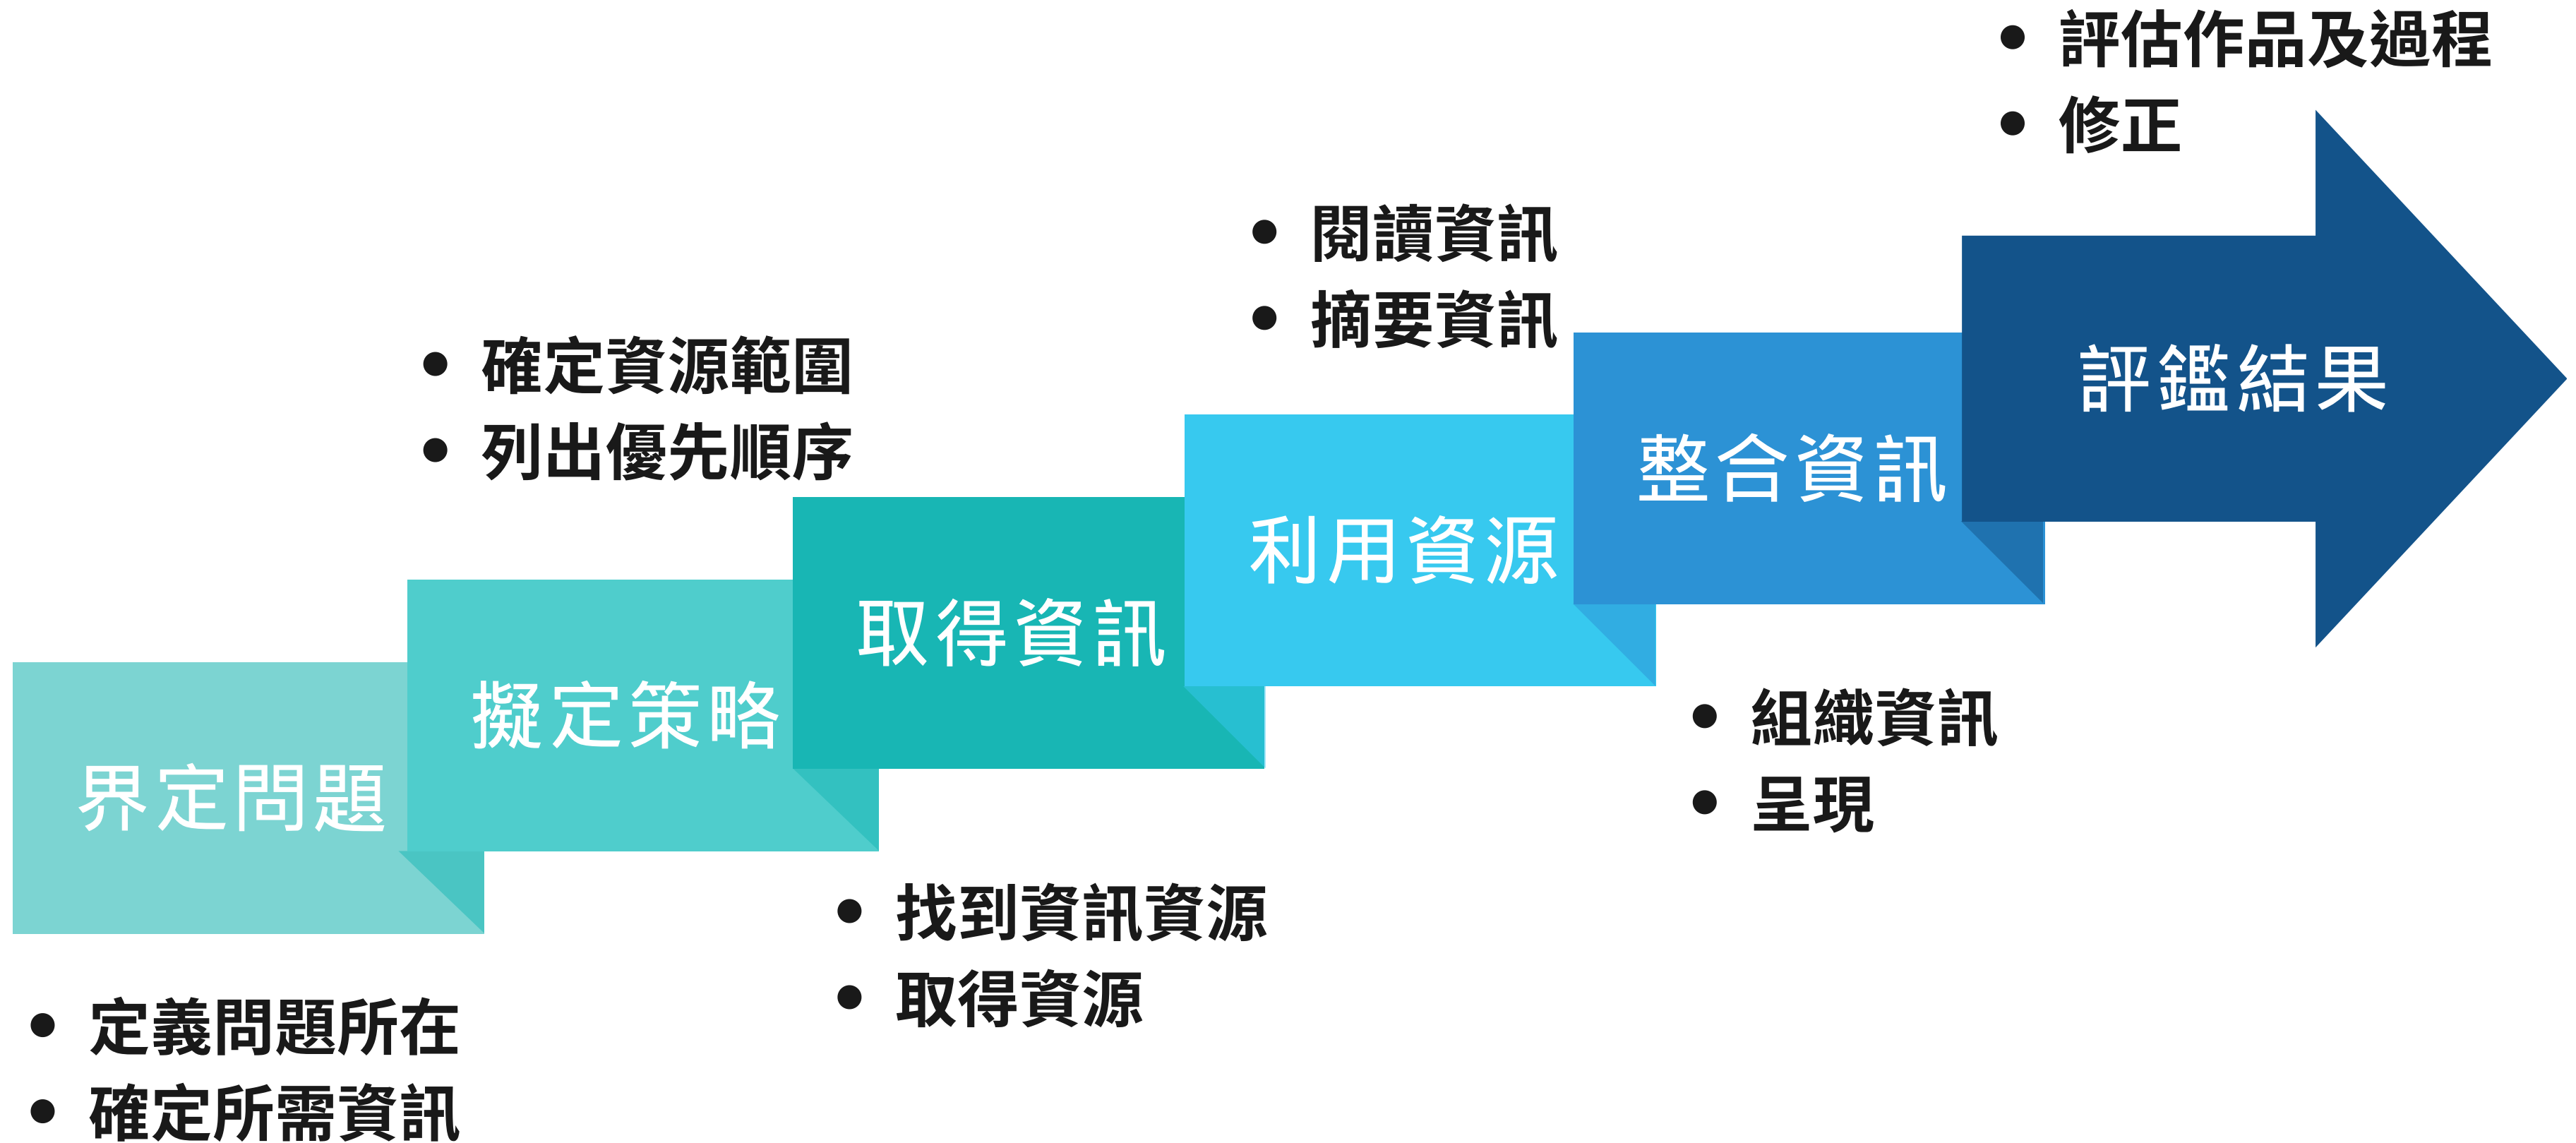 界定問題
• 定義問題所在
• 確定所需資訊
擬定策略
• 確定資源範圍
• 列出優先順序
取得資訊
• 找到資訊資源
• 取得資源
利用資源
• 閱讀資訊
• 摘要資訊
整合資訊
• 組織資訊
• 呈現
評鑑結果
• 評估作品及過程
• 修正